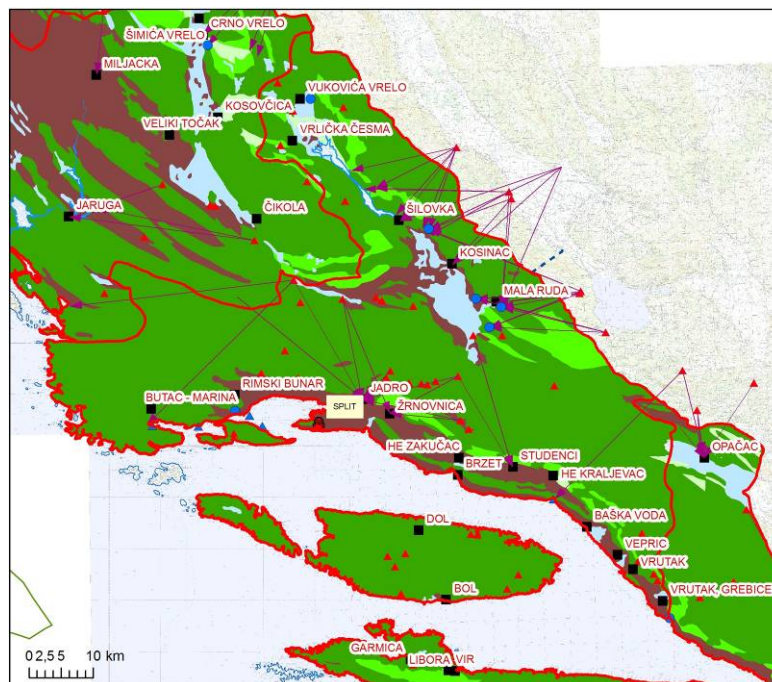 CRNO VRELO
ŠIMIĆA VRELO
MILJACKA
VUKOVIĆA VRELO
KOSOVČICA
VELIKI TOČAK
VRLIČKA ČESMA
JARUGA
ČIKOLA
ŠILOVKA
KOSINAC
MALA RUDA
RIMSKI BUNAR
JADRO
BUTAC - MARINA
SPLIT
ŽRNOVNICA
HE ZAKUČAC
STUDENCI
OPAČAC
BRZET
HE KRALJEVAC
DOL
BAŠKA VODA
VEPRIC
VRUTAK
BOL
VRUTAK, GREBICE
GARMICA
LIBORA
VIR
0 2,5 5 10 km